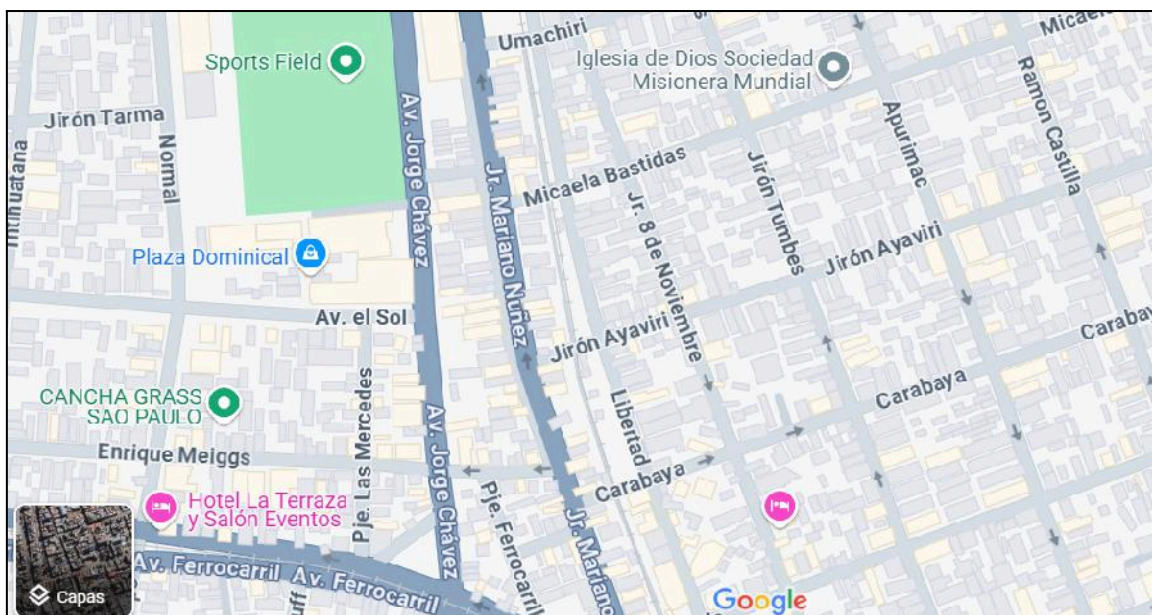 Umachiri
Micaela
Sports Field
Iglesia de Dios Sociedad
Misionera Mundial
Jirón Tarma
Normal
Av. Jorge Chávez
Jr. Mariano Nuñez
Micaela Bastidas
Jr. 8 de Noviembre
Jirón Tumbes
Apurimac
Ramon Castilla
Plaza Dominical
Jirón Ayaviri
Av. el Sol
Jirón Ayaviri
Carabaya
CANCHA GRASS
SAO PAULO
Pje. Las Mercedes
Av. Jorge Chávez
Libertad
Carabaya
Enrique Meiggs
Carabaya
Hotel La Terraza
y Salón Eventos
Pje. Ferrocarril
Jr. Mariano
Capas
Av. Ferrocarril
Av. Ferrocarril
Google